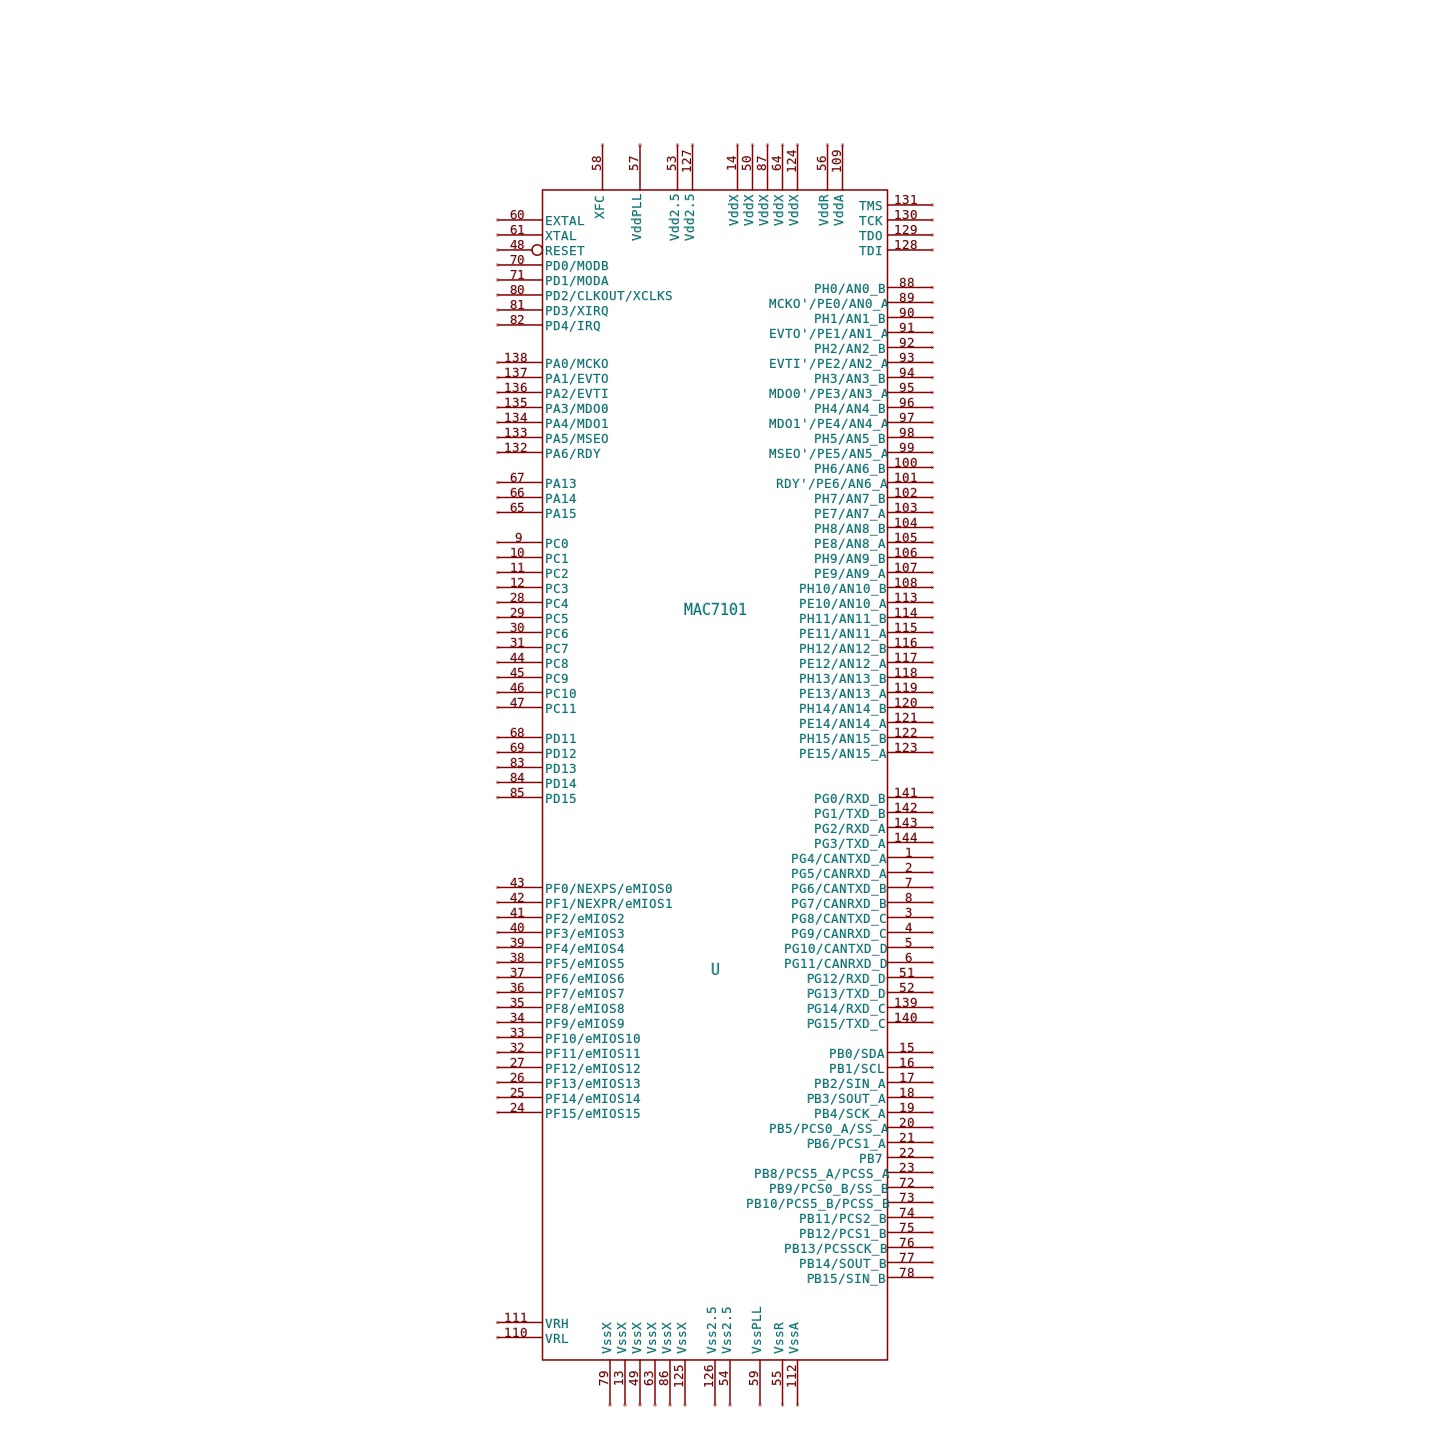 58 57 53 127 14 50 87 64 124 56 109
XFC VddPLL Vdd2.5 Vdd2.5 VddX VddX VddX VddX VddX VddR VddA
60 EXTAL
61 XTAL
48 RESET
70 PD0/MODB
71 PD1/MODA
80 PD2/CLKOUT/XCLKS
81 PD3/XIRQ
82 PD4/IRQ
138 PA0/MCKO
137 PA1/EVTO
136 PA2/EVTI
135 PA3/MDO0
134 PA4/MDO1
133 PA5/MSEO
132 PA6/RDY
67 PA13
66 PA14
65 PA15
9 PC0
10 PC1
11 PC2
12 PC3
28 PC4
29 PC5
30 PC6
31 PC7
44 PC8
45 PC9
46 PC10
47 PC11
68 PD11
69 PD12
83 PD13
84 PD14
85 PD15
43 PF0/NEXPS/eMIOS0
42 PF1/NEXPR/eMIOS1
41 PF2/eMIOS2
40 PF3/eMIOS3
39 PF4/eMIOS4
38 PF5/eMIOS5
37 PF6/eMIOS6
36 PF7/eMIOS7
35 PF8/eMIOS8
34 PF9/eMIOS9
33 PF10/eMIOS10
32 PF11/eMIOS11
27 PF12/eMIOS12
26 PF13/eMIOS13
25 PF14/eMIOS14
24 PF15/eMIOS15
111 VRH
110 VRL
MAC7101
U
TMS 131
TCK 130
TDO 129
TDI 128
PH0/AN0_B 88
MCKO'/PE0/AN0_A 89
PH1/AN1_B 90
EVTO'/PE1/AN1_A 91
PH2/AN2_B 92
EVTI'/PE2/AN2_A 93
PH3/AN3_B 94
MDO0'/PE3/AN3_A 95
PH4/AN4_B 96
MDO1'/PE4/AN4_A 97
PH5/AN5_B 98
MSEO'/PE5/AN5_A 99
PH6/AN6_B 100
RDY'/PE6/AN6_A 101
PH7/AN7_B 102
PE7/AN7_A 103
PH8/AN8_B 104
PE8/AN8_A 105
PH9/AN9_B 106
PE9/AN9_A 107
PH10/AN10_B 108
PE10/AN10_A 113
PH11/AN11_B 114
PE11/AN11_A 115
PH12/AN12_B 116
PE12/AN12_A 117
PH13/AN13_B 118
PE13/AN13_A 119
PH14/AN14_B 120
PE14/AN14_A 121
PH15/AN15_B 122
PE15/AN15_A 123
PG0/RXD_B 141
PG1/TXD_B 142
PG2/RXD_A 143
PG3/TXD_A 144
PG4/CANTXD_A 1
PG5/CANRXD_A 2
PG6/CANTXD_B 7
PG7/CANRXD_B 8
PG8/CANTXD_C 3
PG9/CANRXD_C 4
PG10/CANTXD_D 5
PG11/CANRXD_D 6
PG12/RXD_D 51
PG13/TXD_D 52
PG14/RXD_C 139
PG15/TXD_C 140
PB0/SDA 15
PB1/SCL 16
PB2/SIN_A 17
PB3/SOUT_A 18
PB4/SCK_A 19
PB5/PCS0_A/SS_A 20
PB6/PCS1_A 21
PB7 22
PB8/PCS5_A/PCSS_A 23
PB9/PCS0_B/SS_B 72
PB10/PCS5_B/PCSS_B 73
PB11/PCS2_B 74
PB12/PCS1_B 75
PB13/PCSSCK_B 76
PB14/SOUT_B 77
PB15/SIN_B 78
VssX VssX VssX VssX VssX VssX Vss2.5 Vss2.5 VssPLL VssR VssA
79 13 49 63 86 125 126 54 59 55 112